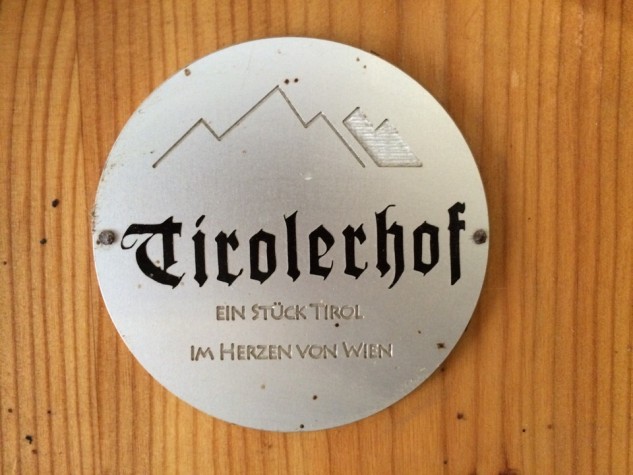 Tirolerhof
EIN STÜCK TIROL
IM HERZEN VON WIEN